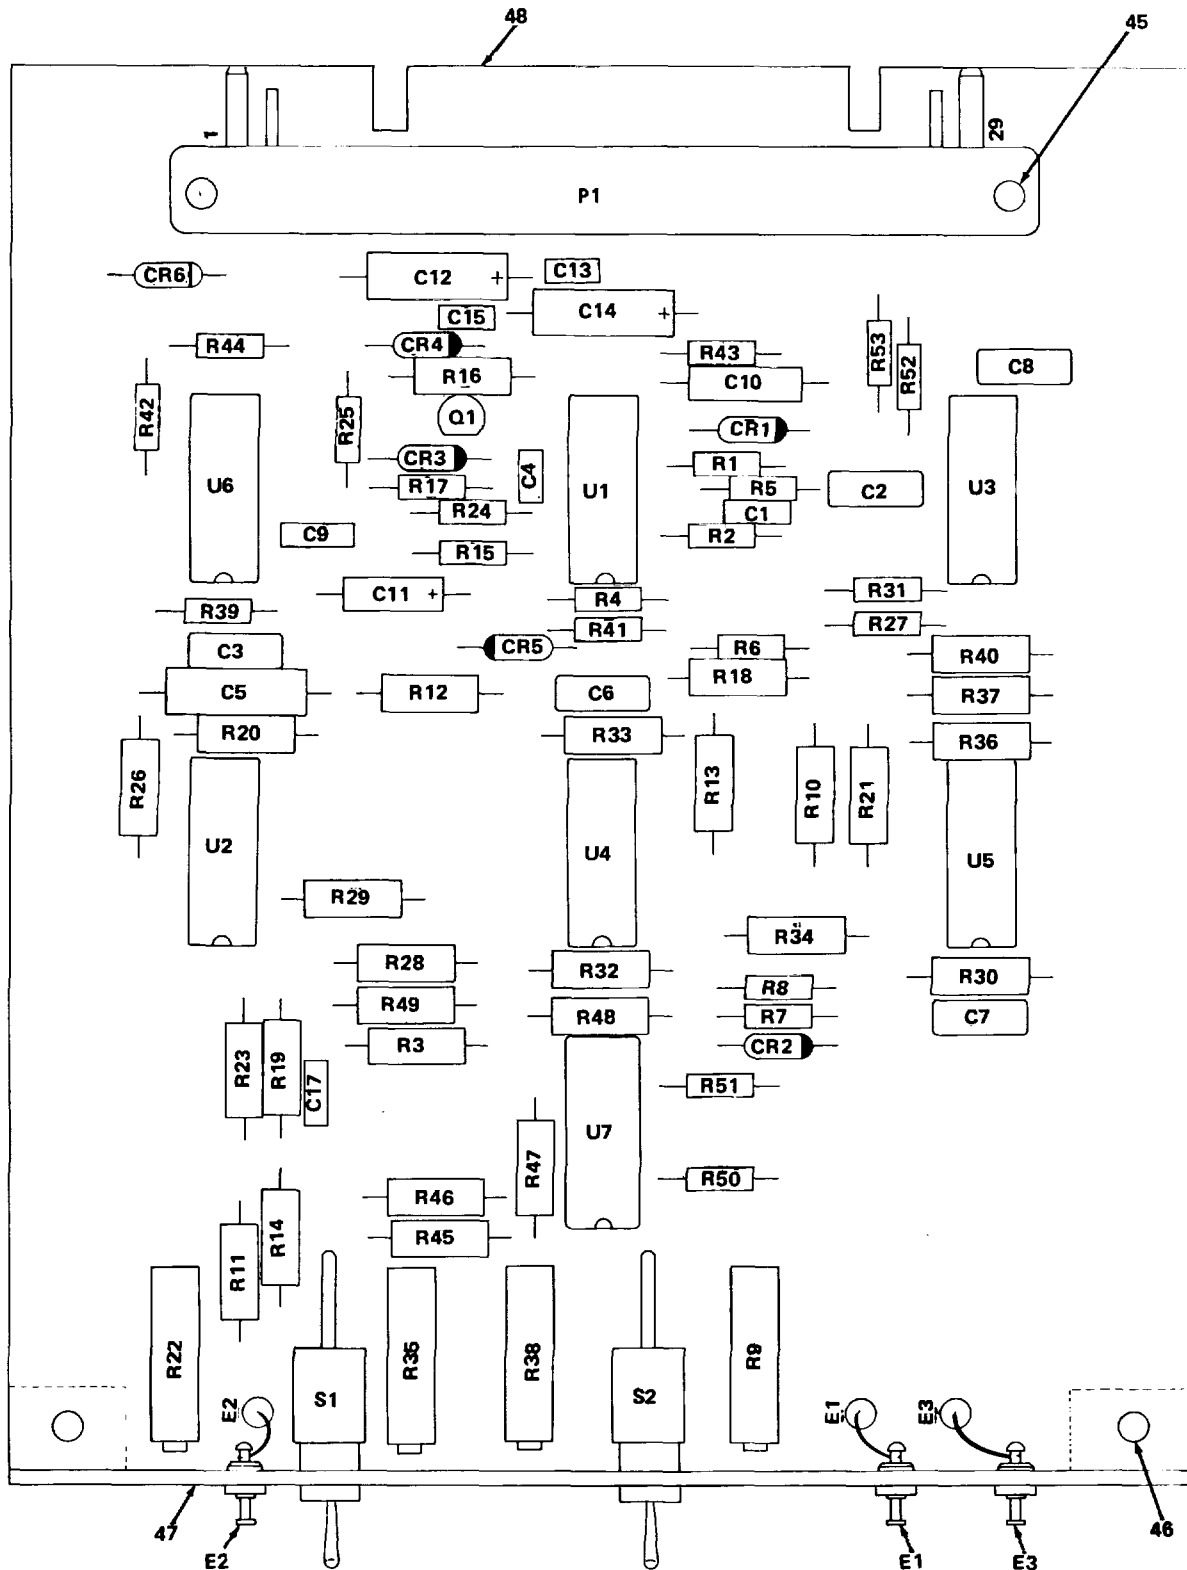 48
45
1
29
P1
CR6
C12 +
C13
C14 +
C15
R44
CR4
R43
R53
R52
C8
R16
C10
R42
R25
Q1
CR1
CR3
C4
R1
U6
R17
U1
R5
C2
U3
R24
C1
C9
R2
R15
C11 +
R4
R31
R39
R41
R27
C3
CR5
R6
R40
C5
R12
C6
R18
R37
R20
R33
R36
R26
R13
R10
R21
U2
U4
U5
R29
R34
R28
R32
R30
R49
R48
R8
R7
C7
R3
CR2
R23
R19
C17
R51
U7
R47
R50
R46
R14
R45
R11
R22
R35
R38
R9
S1
S2
E2
E1
E3
47
46
E2
E1
E3